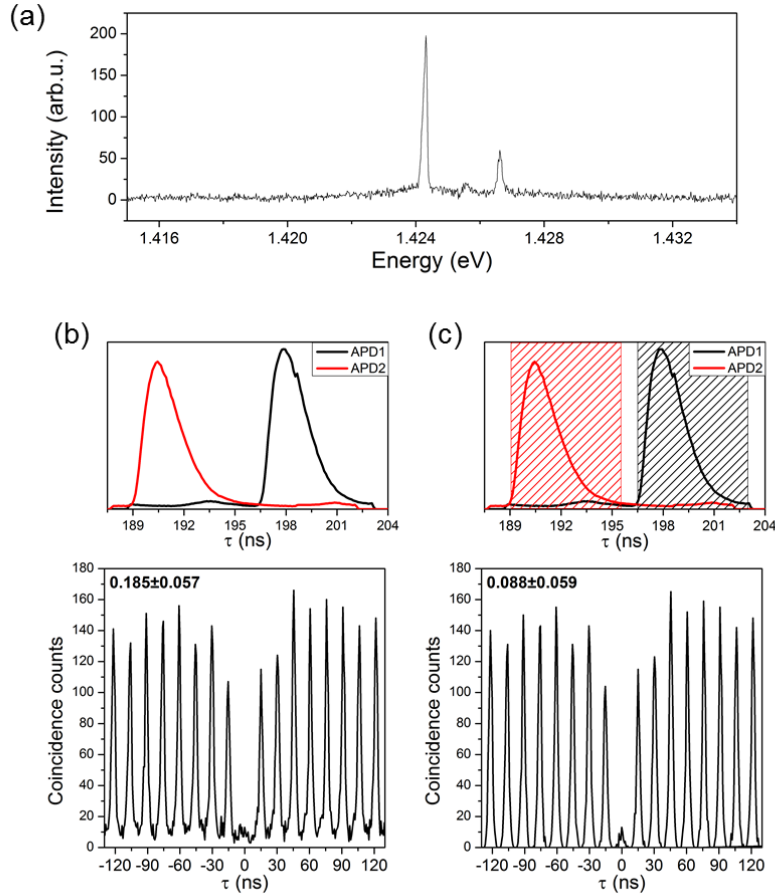 (a)
200
150
100
50
0
Intensity (arb.u.)
1.416 1.420 1.424 1.428 1.432
Energy (eV)
(b)
APD1
APD2
189 192 195 198 201 204
τ (ns)
(c)
APD1
APD2
189 192 195 198 201 204
τ (ns)
0.185±0.057
180
160
140
120
100
80
60
40
20
0
Coincidence counts
-120 -90 -60 -30 0 30 60 90 120
τ (ns)
0.088±0.059
180
160
140
120
100
80
60
40
20
0
Coincidence counts
-120 -90 -60 -30 0 30 60 90 120
τ (ns)